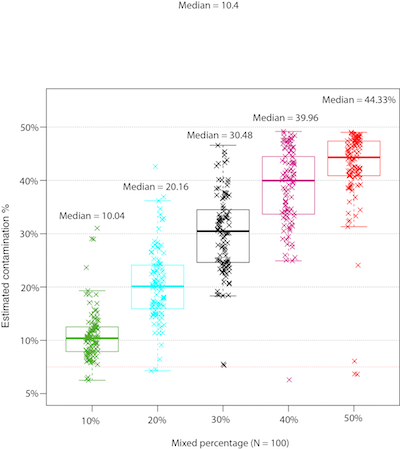 Median = 10.4
Median = 44.33%
Median = 39.96
Median = 30.48
Median = 20.16
Median = 10.04
Estimated contamination %
50%
40%
30%
20%
10%
5%
10%
20%
30%
40%
50%
Mixed percentage (N = 100)